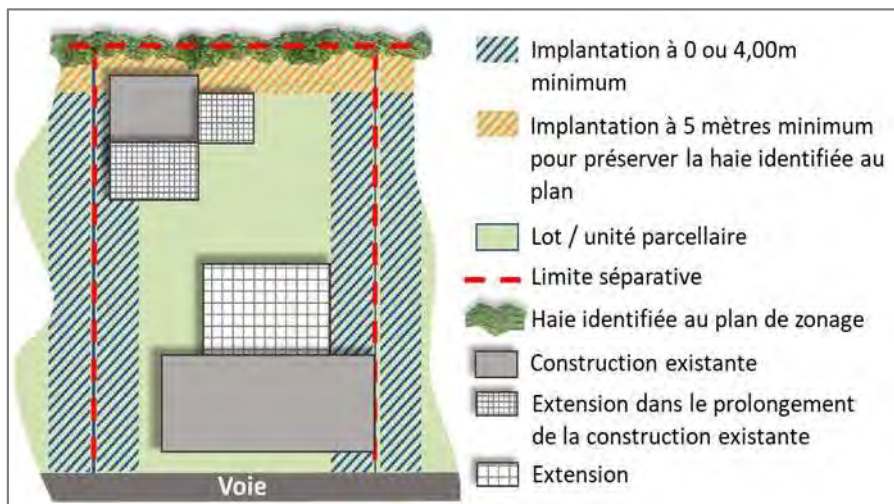 Implantation à 0 ou 4,00m
minimum
Implantation à 5 mètres minimum
pour préserver la haie identifiée au
plan
Lot / unité parcellaire
Limite séparative
Haie identifiée au plan de zonage
Construction existante
Extension dans le prolongement
de la construction existante
Extension
Voie